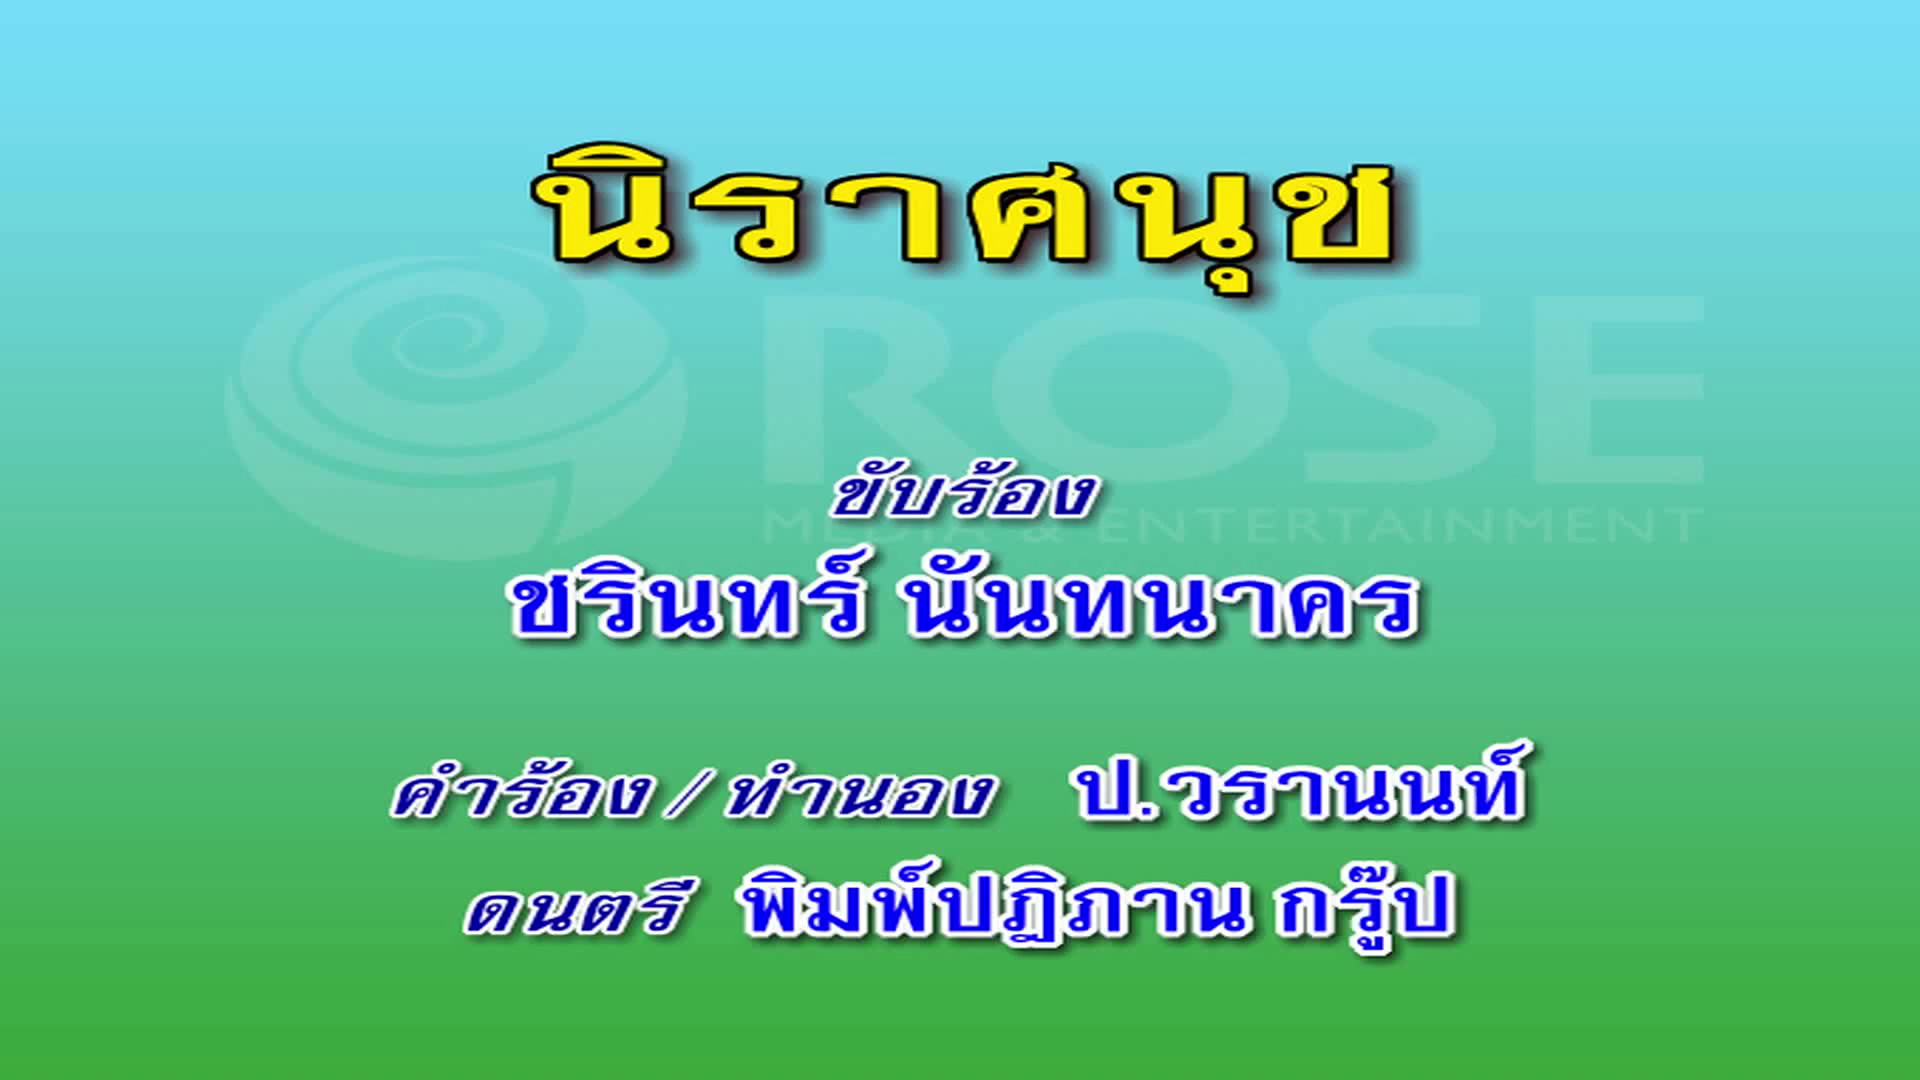 นิราศนุช
ROSE
MEDIA & ENTERTAINMENT
ขับร้อง
ชรินทร์ นันทนาคร
คำร้อง / ทำนอง ป.วรานนท์
ดนตรี พิมพ์ปฏิภาน กรุ๊ป